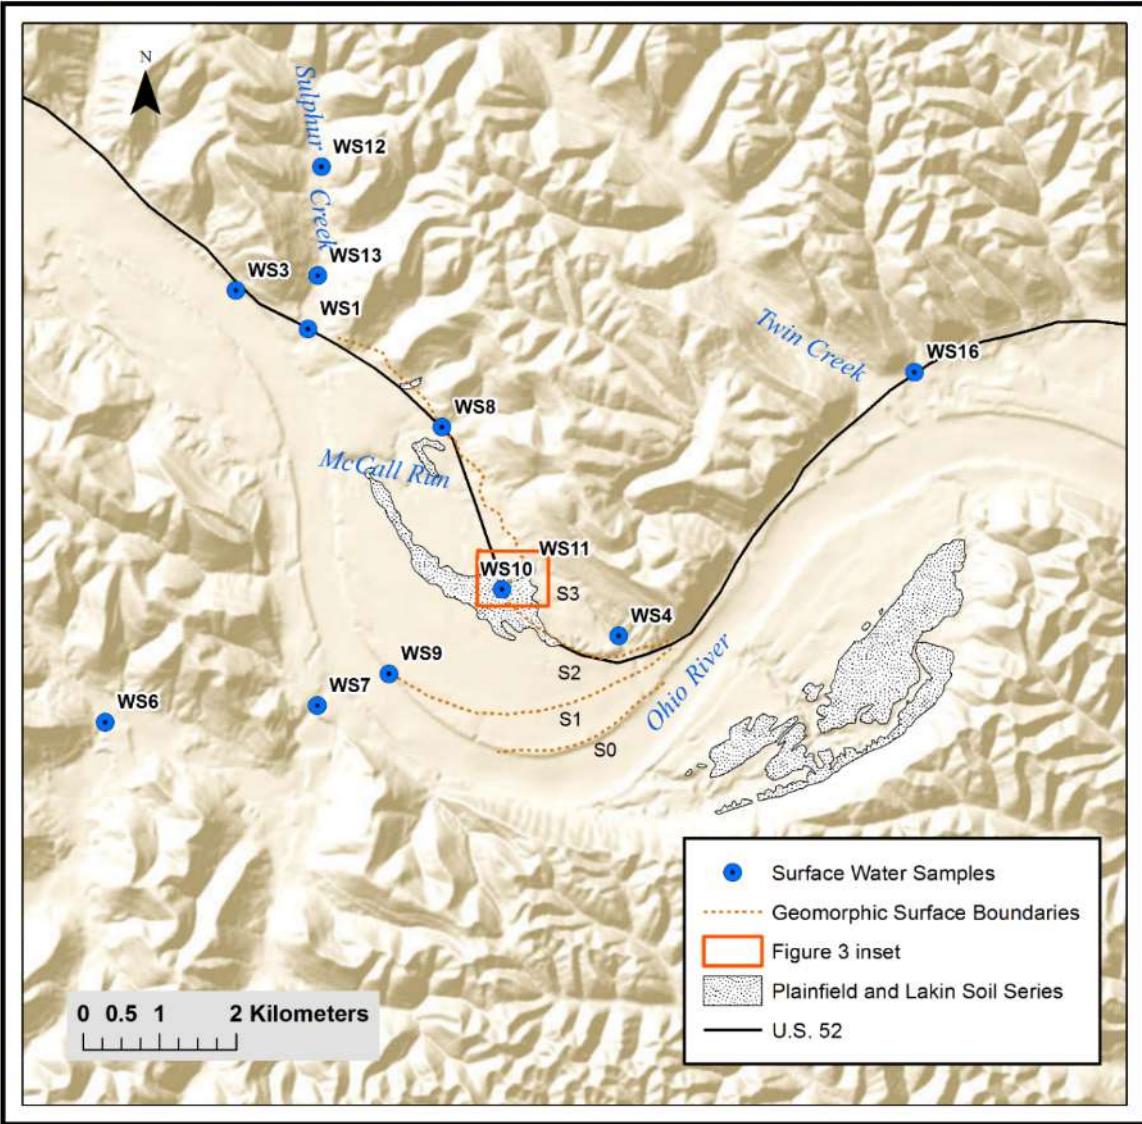 N
Sulphur
Creek
WS12
WS13
WS3
WS1
Twin Creek
WS16
WS8
McCall Run
WS11
WS10
S3
WS4
WS9
S2
WS7
WS6
S1
Ohio River
S0
Surface Water Samples
Geomorphic Surface Boundaries
Figure 3 inset
Plainfield and Lakin Soil Series
U.S. 52
0 0.5 1 2 Kilometers